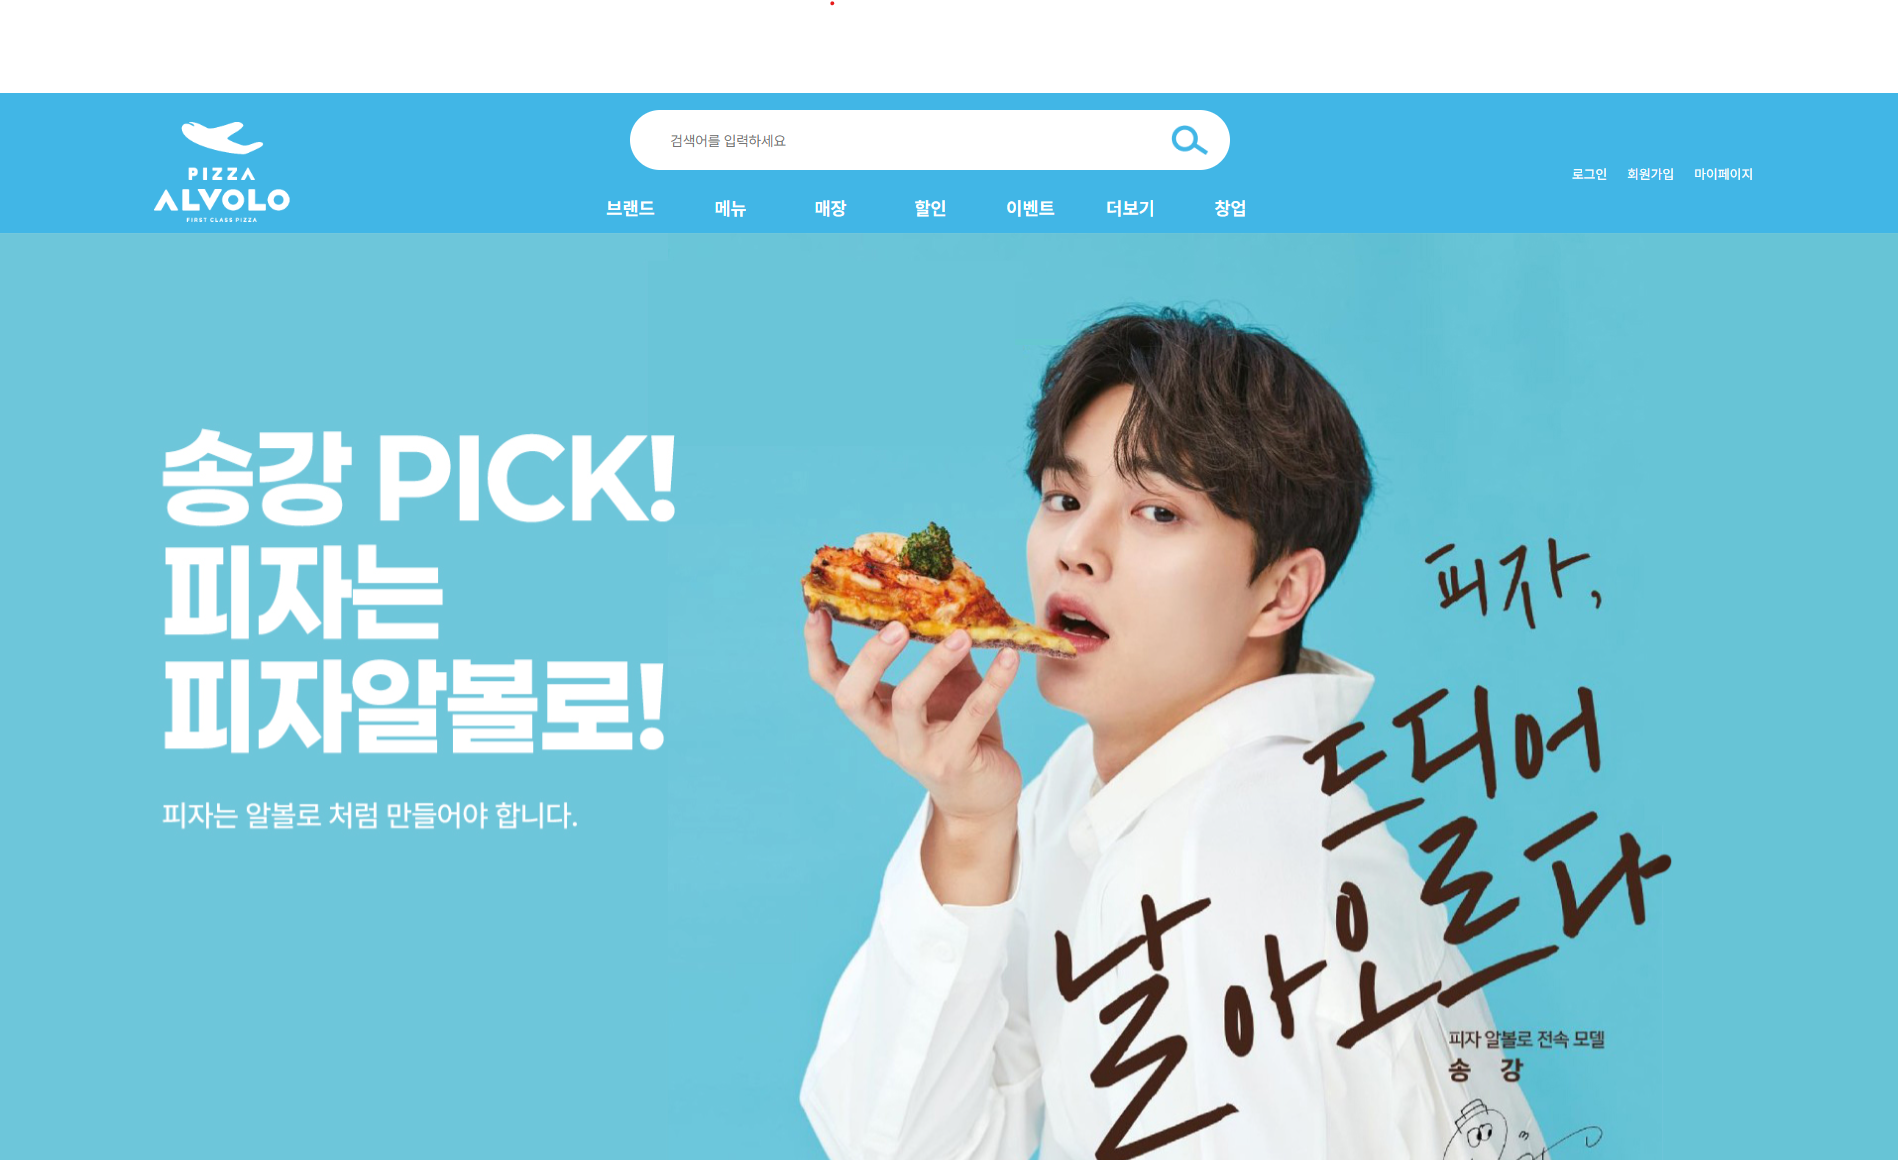 PIZZA
ALVOLO
FIRST CLASS PIZZA
검색어를 입력하세요
로그인 회원가입 마이페이지
브랜드 메뉴 매장 할인 이벤트 더보기 창업
송강 PICK!
피자는
피자알볼로!
피자는 알볼로 처럼 만들어야 합니다.
피자,
드디어
날아오르다
피자 알볼로 전속 모델
송 강